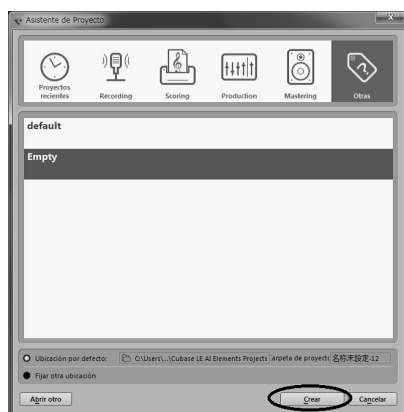 Asistente de Proyecto
Proyectos
recientes
Recording
Scoring
Production
Mastering
Otras
default
Empty
Ubicación por defecto: C:\Users\...\Cubase LE AI Elements Projects :arpeta de proyecto 名称未設定-12
Fijar otra ubicación
Abrir otro Crear Cancelar